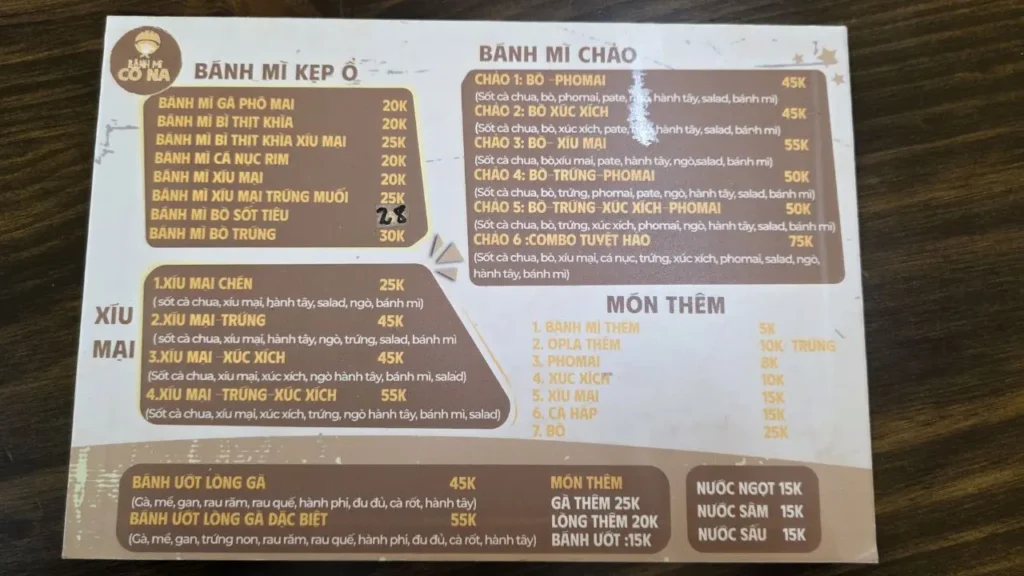 BÁNH MÌ
CÔ NA
BÁNH MÌ KẸP Ổ
BÁNH MÌ GÀ PHÔ MAI 20K
BÁNH MÌ BÌ THỊT KHÌA 20K
BÁNH MÌ BÌ THỊT KHÌA XÍU MẠI 25K
BÁNH MÌ CÁ NỤC RIM 20K
BÁNH MÌ XÍU MẠI 20K
BÁNH MÌ XÍU MẠI TRỨNG MUỐI 25K
BÁNH MÌ BÒ SỐT TIÊU 28
BÁNH MÌ BÒ TRỨNG 30K
BÁNH MÌ CHẢO
CHẢO 1: BÒ -PHOMAI 45K
(Sốt cà chua, bò, phomai, pate, ngò, hành tây, salad, bánh mì)
CHẢO 2: BÒ XÚC XÍCH 45K
(Sốt cà chua, bò, xúc xích, pate, hành tây, salad, bánh mì)
CHẢO 3: BÒ- XÍU MẠI 55K
(Sốt cà chua, bò,xíu mại, pate, hành tây, ngò,salad, bánh mì)
CHẢO 4: BÒ-TRỨNG-PHOMAI 50K
(Sốt cà chua, bò, trứng, phomai, pate, ngò, hành tây, salad, bánh mì)
CHẢO 5: BÒ-TRỨNG-XÚC XÍCH-PHOMAI 50K
(Sốt cà chua, bò, trứng, xúc xích, phomai, ngò, hành tây, salad, bánh mì)
CHẢO 6 :COMBO TUYỆT HẢO 75K
(Sốt cà chua, bò, xíu mại, cá nục, trứng, xúc xích, phomai, salad, ngò,
hành tây, bánh mì)
XÍU
MẠI
1.XÍU MẠI CHÉN 25K
( sốt cà chua, xíu mại, hành tây, salad, ngò, bánh mì)
2.XÍU MẠI-TRỨNG 45K
( sốt cà chua, xíu mại, hành tây, ngò, trứng, salad, bánh mì
3.XÍU MẠI -XÚC XÍCH 45K
(Sốt cà chua, xíu mại, xúc xích, ngò hành tây, bánh mì, salad)
4.XÍU MẠI -TRỨNG-XÚC XÍCH 55K
(Sốt cà chua, xíu mại, xúc xích, trứng, ngò hành tây, bánh mì, salad)
MÓN THÊM
1. BÁNH MÌ THÊM 5K
2. OPLA THÊM 10K/ TRỨNG
3. PHOMAI 8K
4. XÚC XÍCH 10K
5. XÍU MẠI 15K
6. CÁ HẤP 15K
7. BÒ 25K
BÁNH ƯỚT LÒNG GÀ 45K
(Gà, mề, gan, rau răm, rau quế, hành phi, đu đủ, cà rốt, hành tây)
BÁNH ƯỚT LÒNG GÀ ĐẶC BIỆT 55K
(Gà, mề, gan, trứng non, rau răm, rau quế, hành phi, đu đủ, cà rốt, hành tây)
MÓN THÊM
GÀ THÊM 25K
LÒNG THÊM 20K
BÁNH ƯỚT :15K
NƯỚC NGỌT 15K
NƯỚC SÂM 15K
NƯỚC SẤU 15K